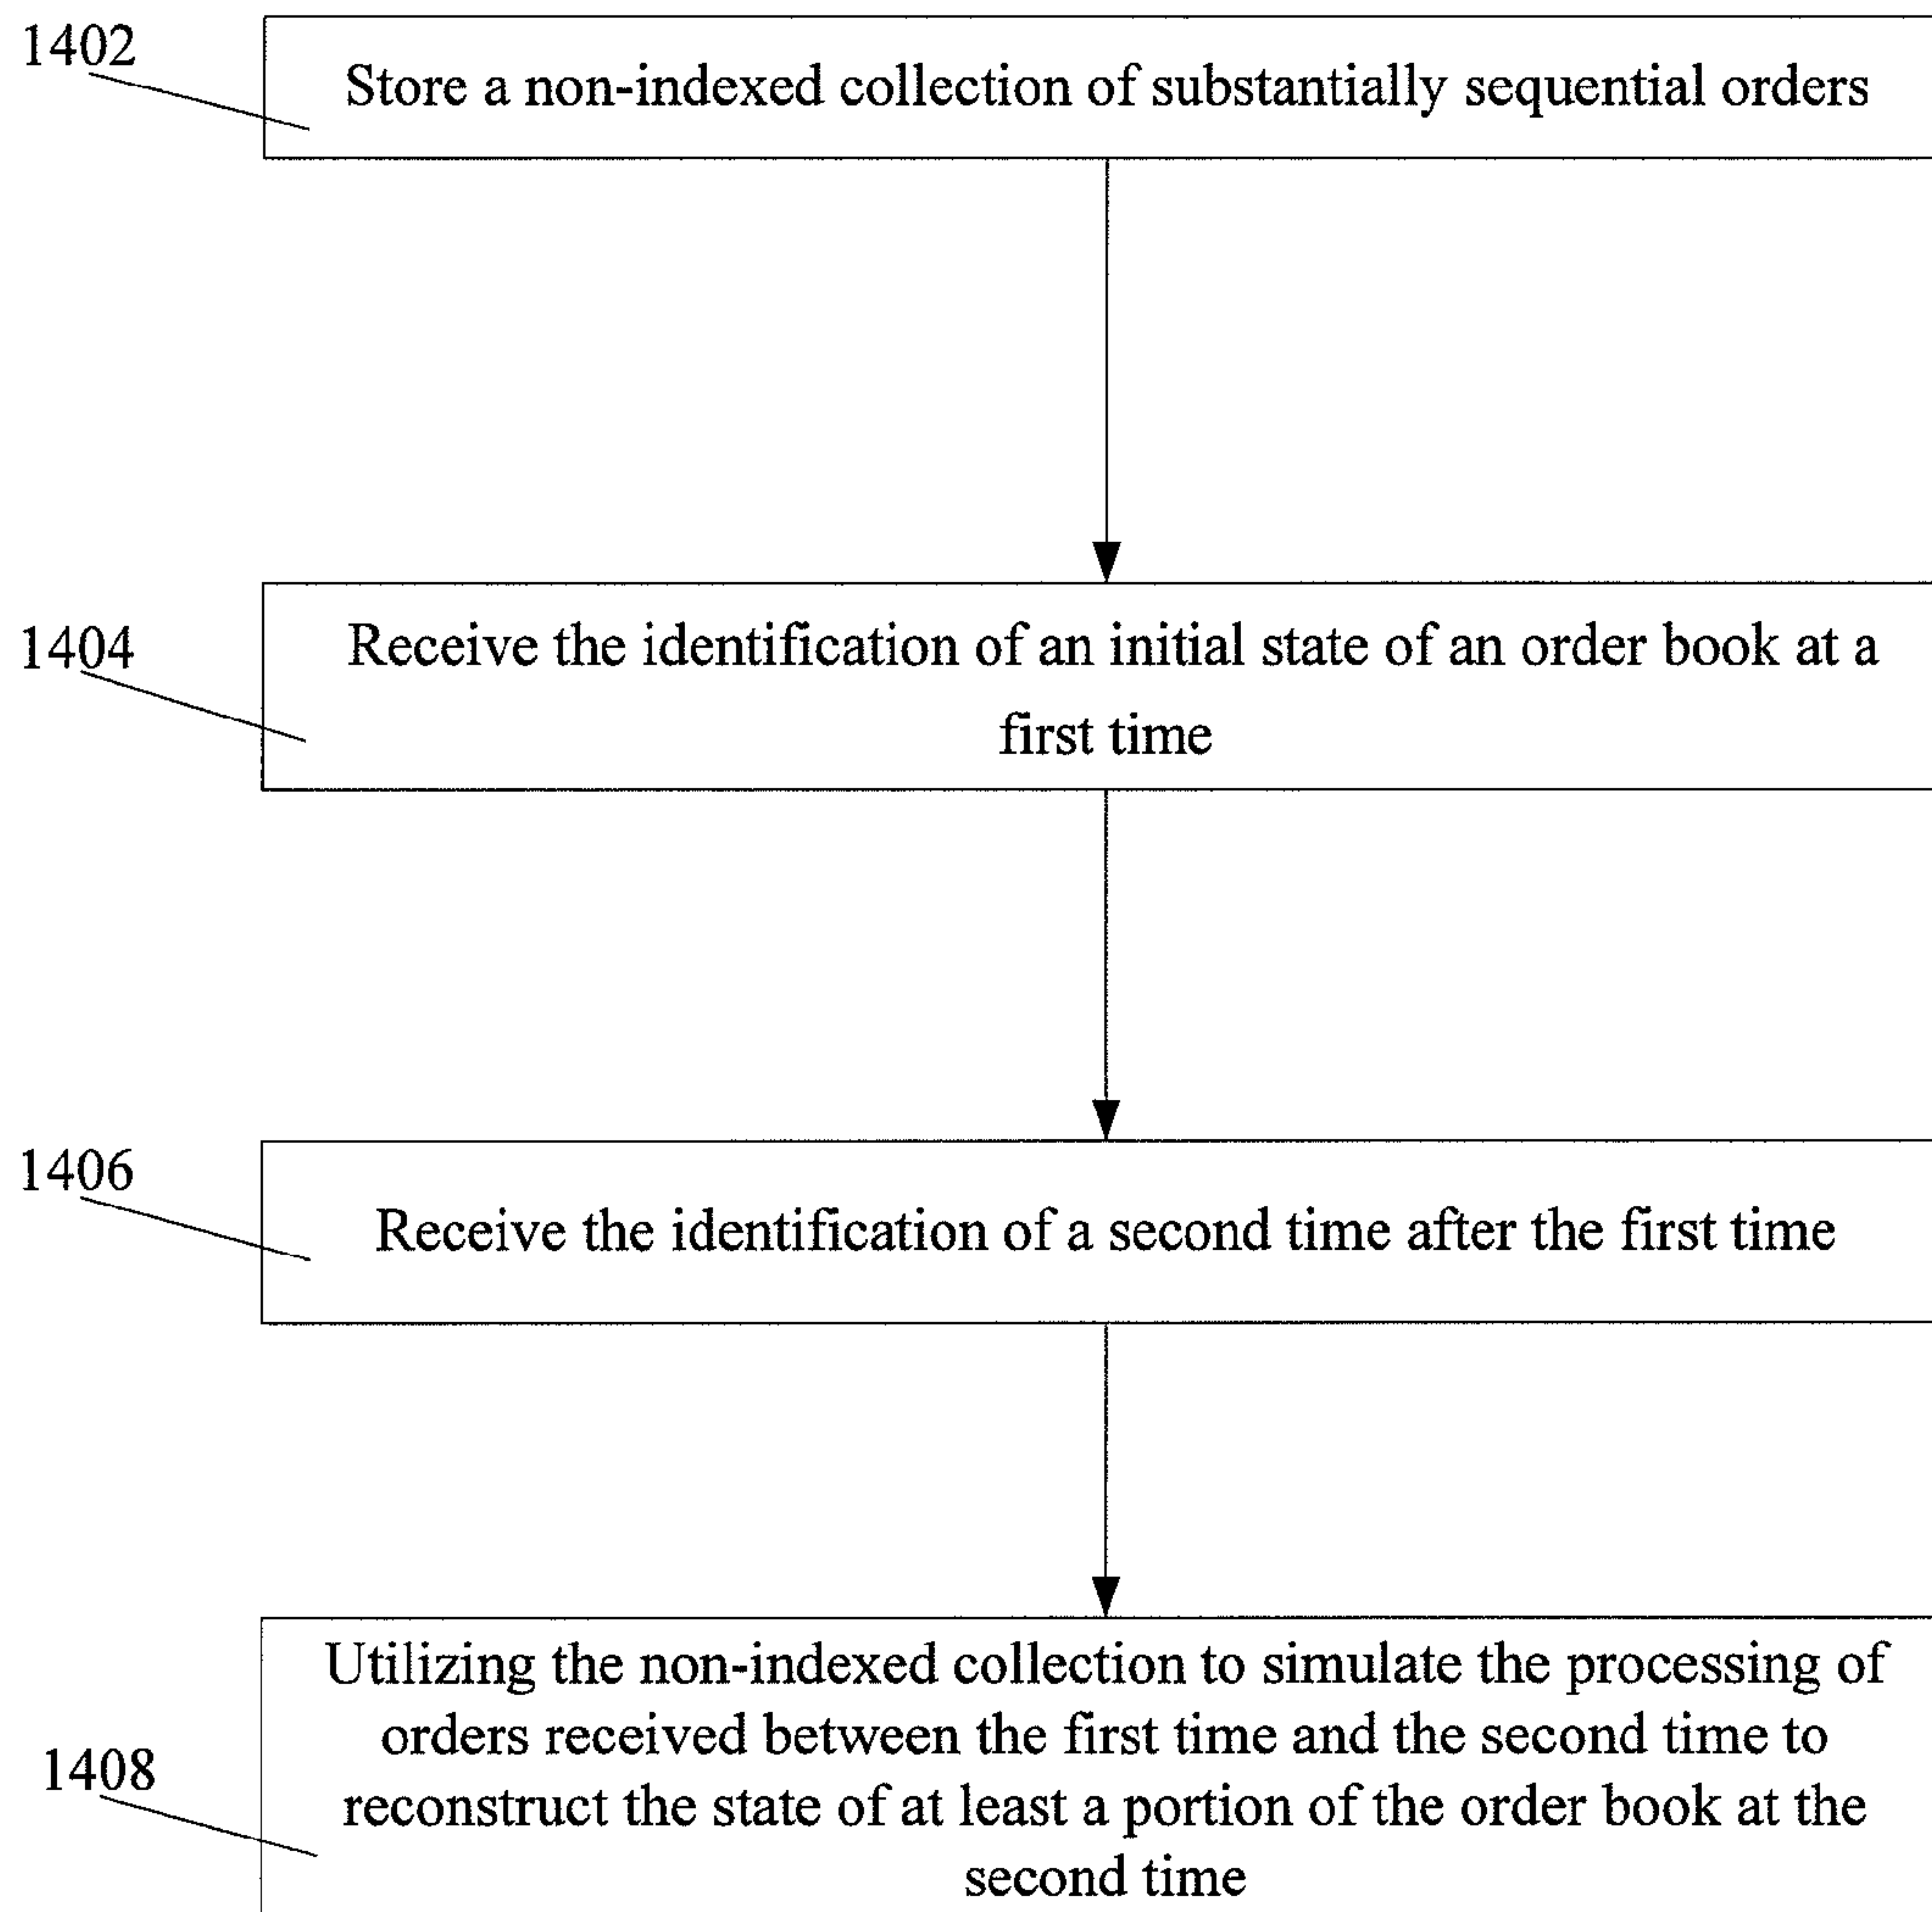 1402
Store a non-indexed collection of substantially sequential orders
1404
Receive the identification of an initial state of an order book at a
first time
1406
Receive the identification of a second time after the first time
Utilizing the non-indexed collection to simulate the processing of
orders received between the first time and the second time to
1408
reconstruct the state of at least a portion of the order book at the
second time